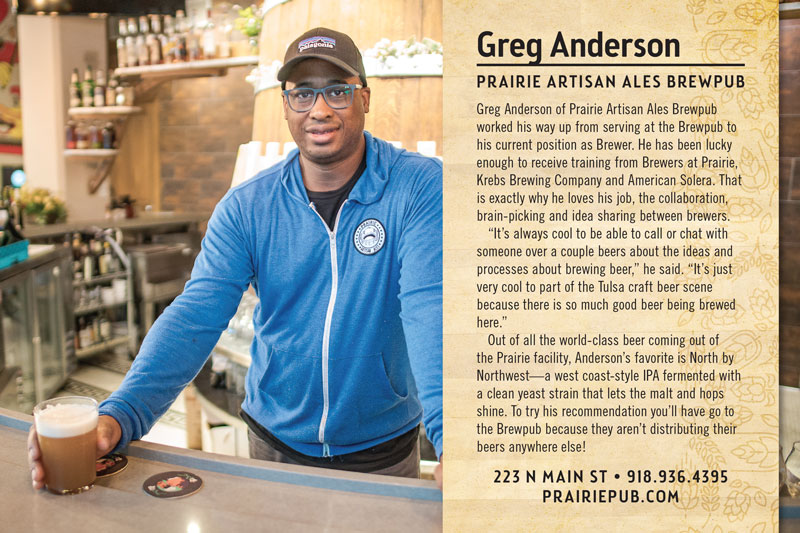 patagonia
PRAIRIE
Greg Anderson
PRAIRIE ARTISAN ALES BREWPUB
Greg Anderson of Prairie Artisan Ales Brewpub
worked his way up from serving at the Brewpub to
his current position as Brewer. He has been lucky
enough to receive training from Brewers at Prairie,
Krebs Brewing Company and American Solera. That
is exactly why he loves his job, the collaboration,
brain-picking and idea sharing between brewers.
“It’s always cool to be able to call or chat with
someone over a couple beers about the ideas and
processes about brewing beer,” he said. “It’s just
very cool to part of the Tulsa craft beer scene
because there is so much good beer being brewed
here.”
Out of all the world-class beer coming out of
the Prairie facility, Anderson’s favorite is North by
Northwest—a west coast-style IPA fermented with
a clean yeast strain that lets the malt and hops
shine. To try his recommendation you’ll have go to
the Brewpub because they aren’t distributing their
beers anywhere else!
223 N MAIN ST • 918.936.4395
PRAIRIEPUB.COM